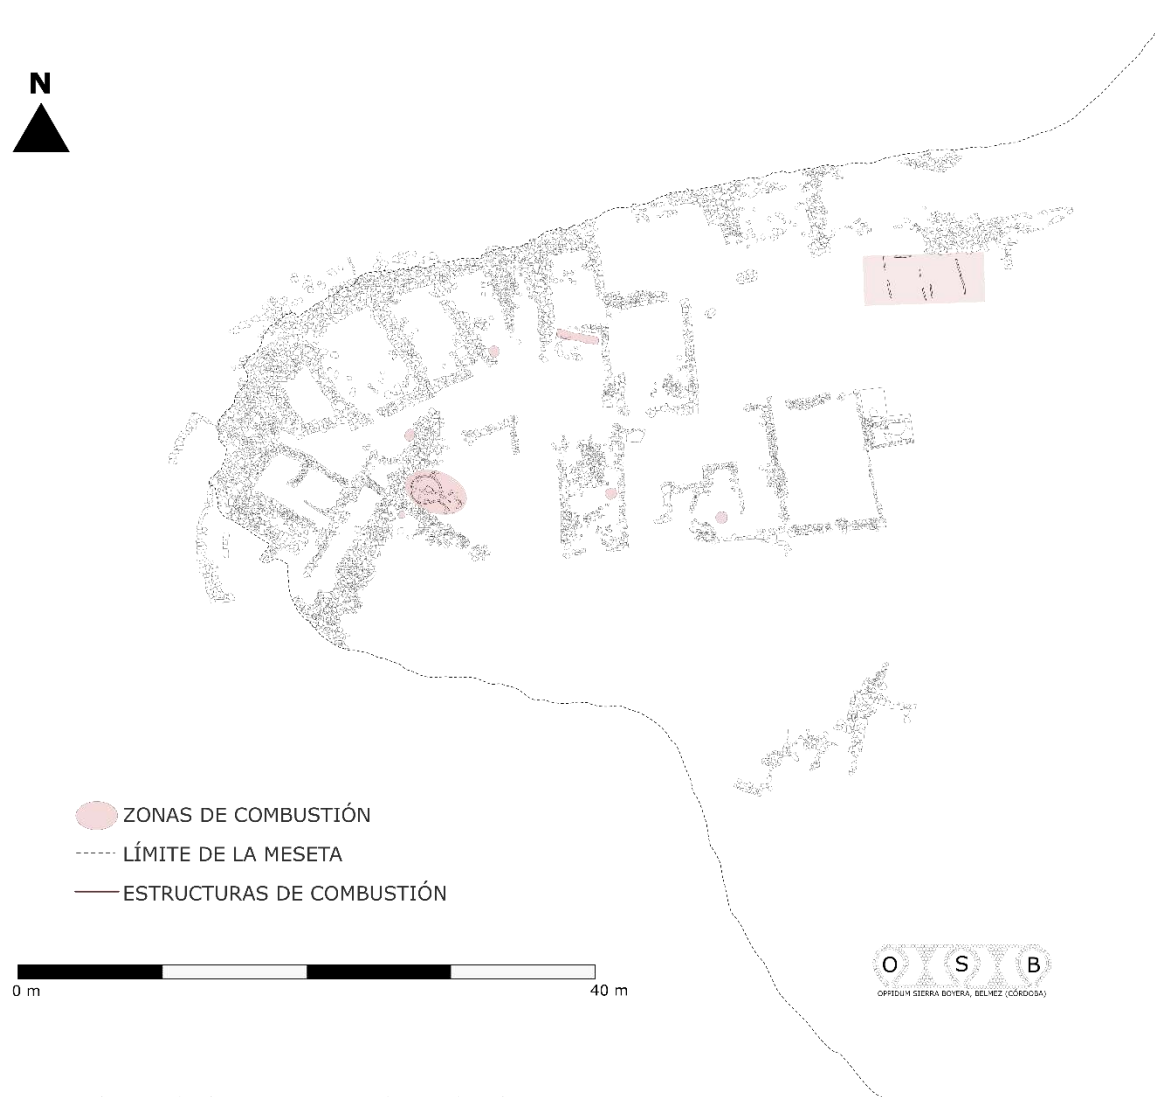 N
ZONAS DE COMBUSTIÓN
LÍMITE DE LA MESETA
ESTRUCTURAS DE COMBUSTIÓN
0 m 40 m
O S B
OPPIDUM SIERRA BOYERA, BELMEZ (CÓRDOBA)